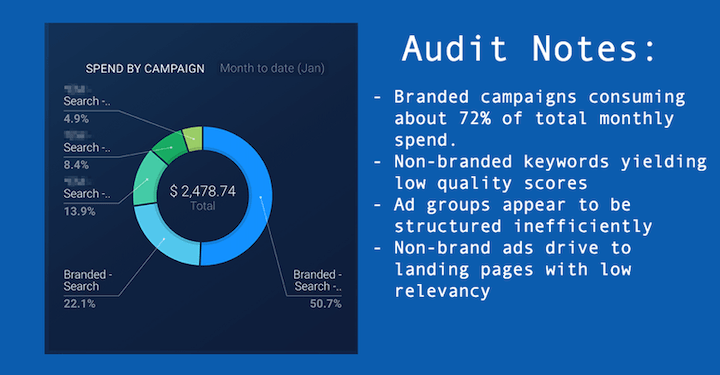 SPEND BY CAMPAIGN Month to date (Jan)
Search -..
4.9%
Search -..
8.4%
Search -..
13.9%
Branded -
Search
22.1%
$ 2,478.74
Total
Branded -
Search -..
50.7%
Audit Notes:
- Branded campaigns consuming
about 72% of total monthly
spend.
- Non-branded keywords yielding
low quality scores
- Ad groups appear to be
structured inefficiently
- Non-brand ads drive to
landing pages with low
relevancy